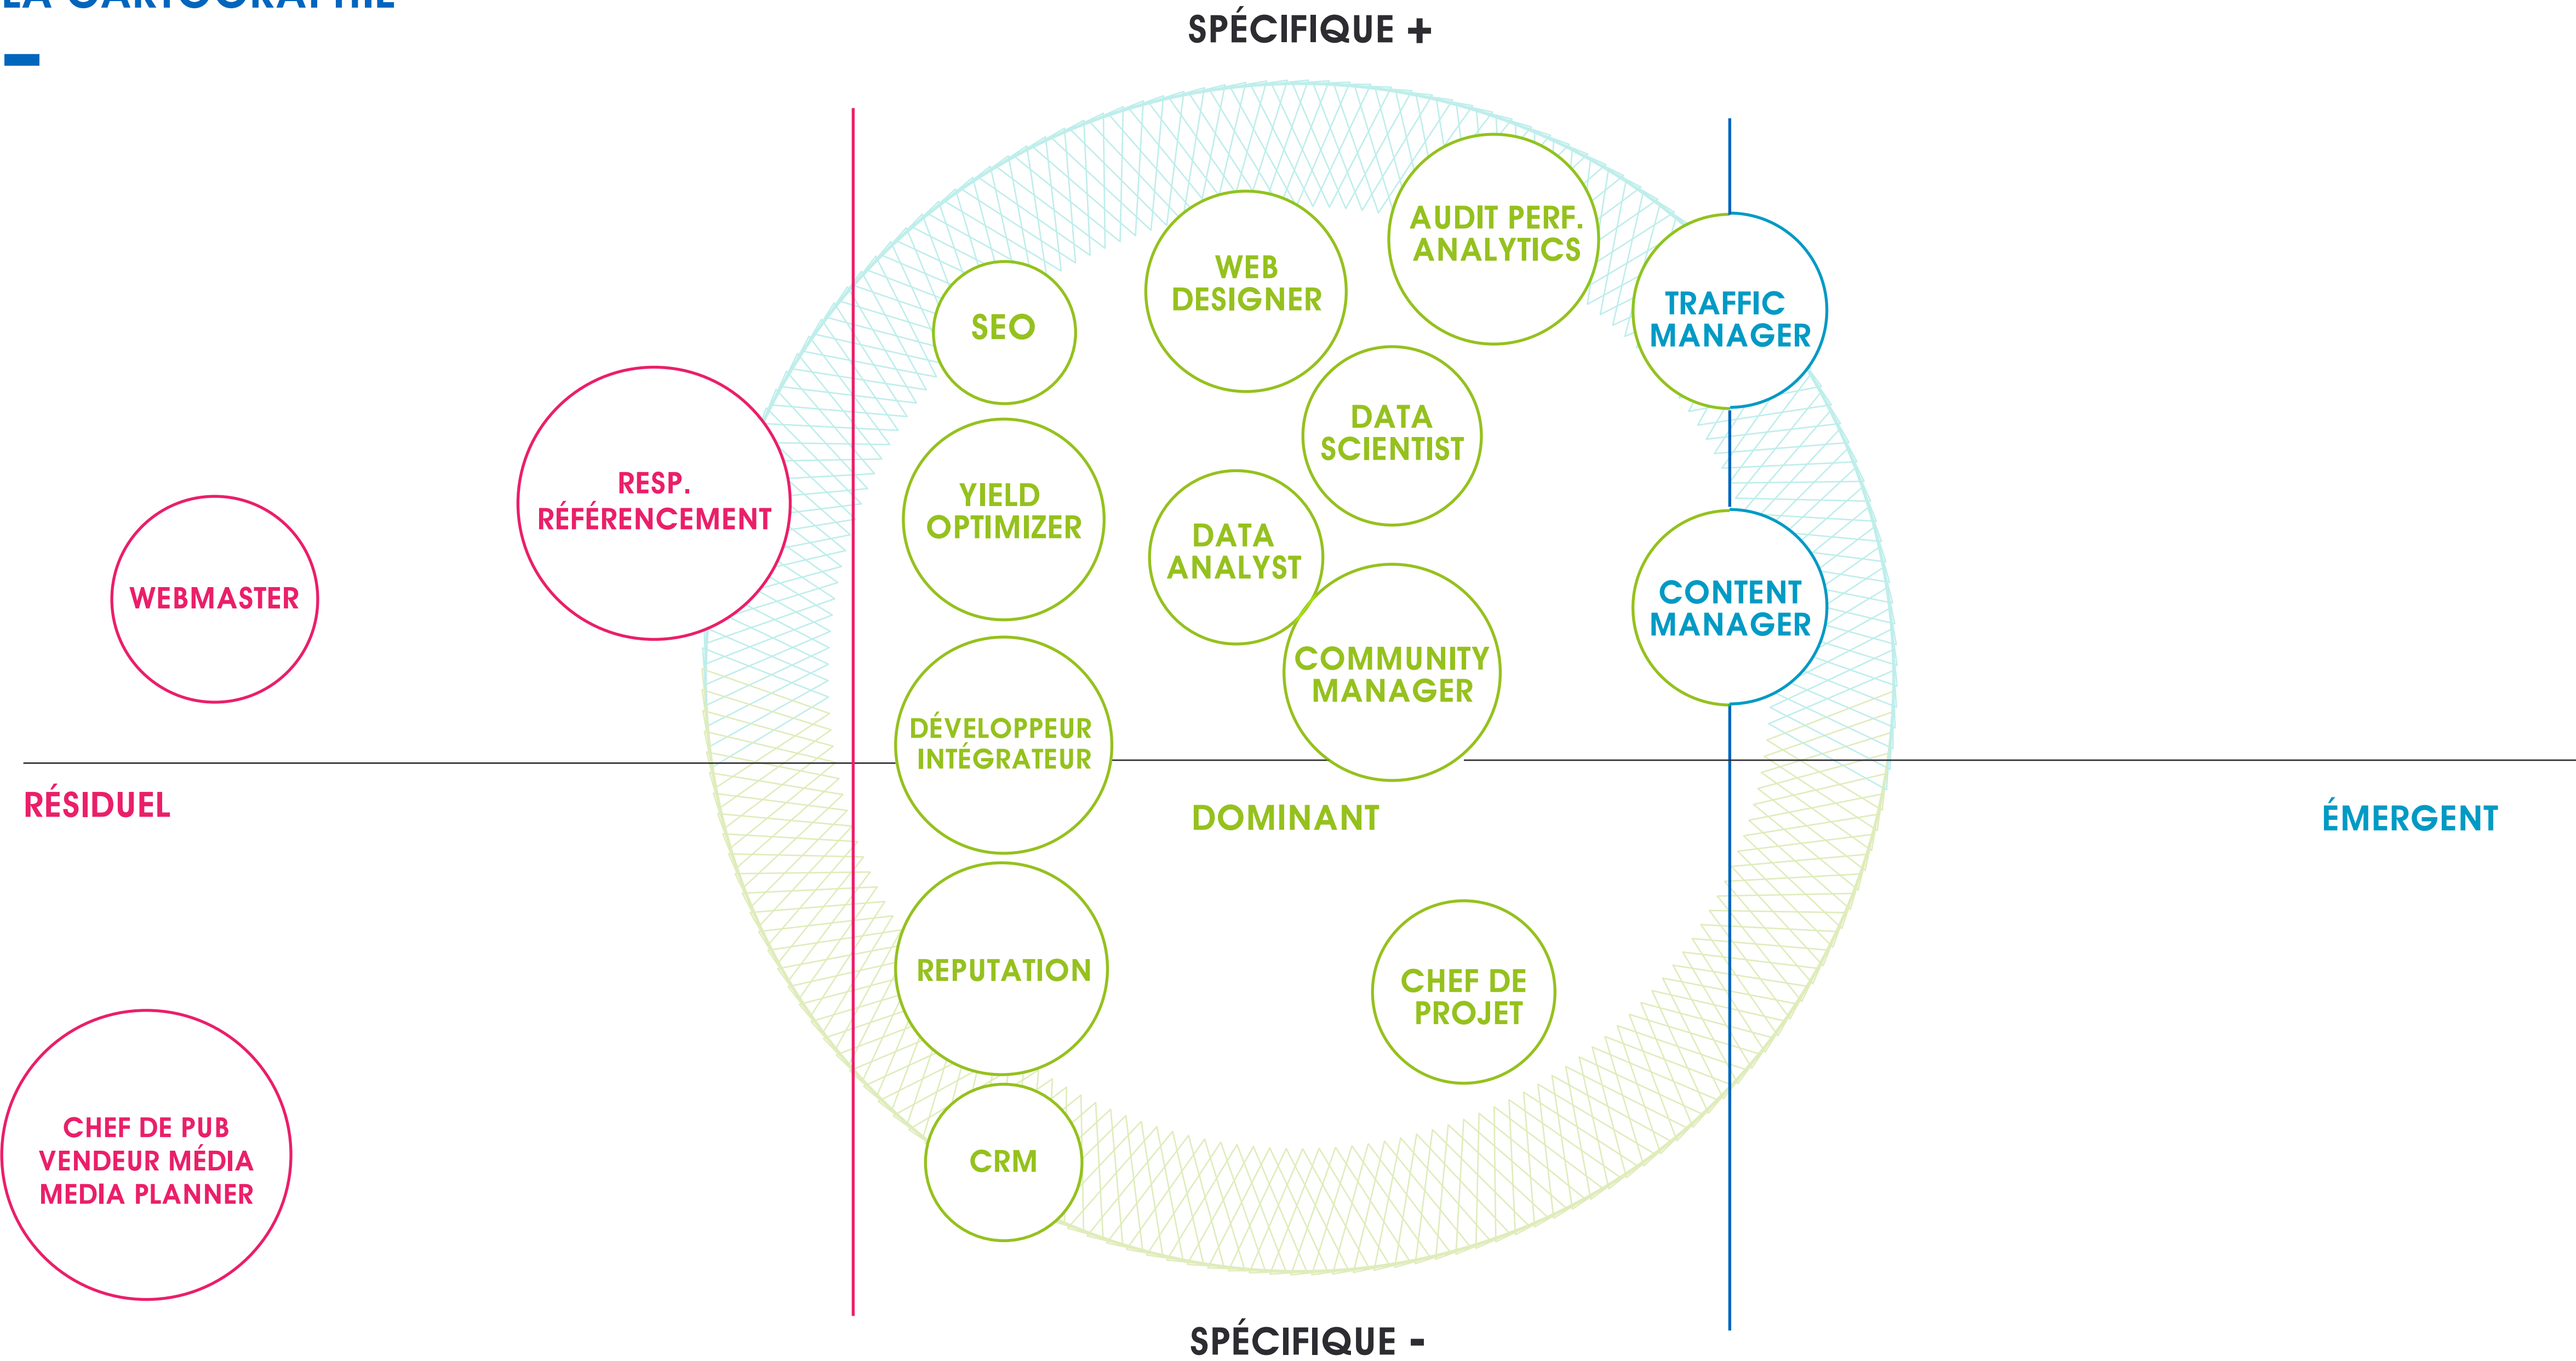 LA CARTOGRAPHIE
SPÉCIFIQUE +
AUDIT PERF.
ANALYTICS
WEB
DESIGNER
TRAFFIC
MANAGER
SEO
DATA
SCIENTIST
RESP.
RÉFÉRENCEMENT
YIELD
OPTIMIZER
DATA
ANALYST
WEBMASTER
CONTENT
MANAGER
COMMUNITY
MANAGER
DÉVELOPPEUR
INTÉGRATEUR
RÉSIDUEL
DOMINANT
ÉMERGENT
REPUTATION
CHEF DE
PROJET
CHEF DE PUB
VENDEUR MÉDIA
MEDIA PLANNER
CRM
SPÉCIFIQUE -